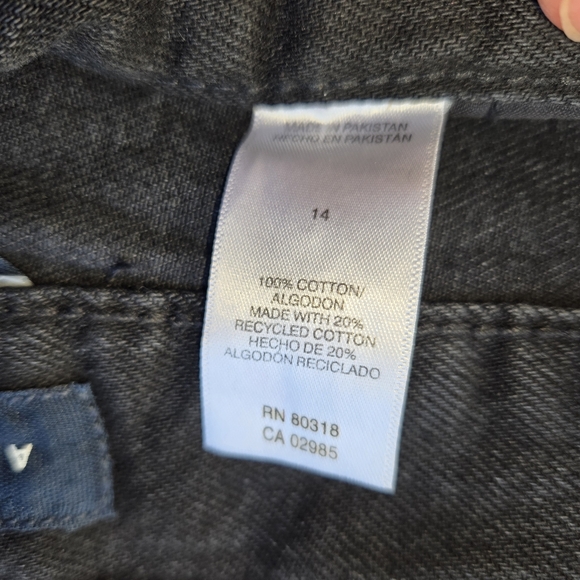 MADE IN PAKISTAN
HECHO EN PAKISTÁN
14
100% COTTON/
ALGODON
MADE WITH 20%
RECYCLED COTTON
HECHO DE 20%
ALGODÓN RECICLADO
RN 80318
CA 02985
A